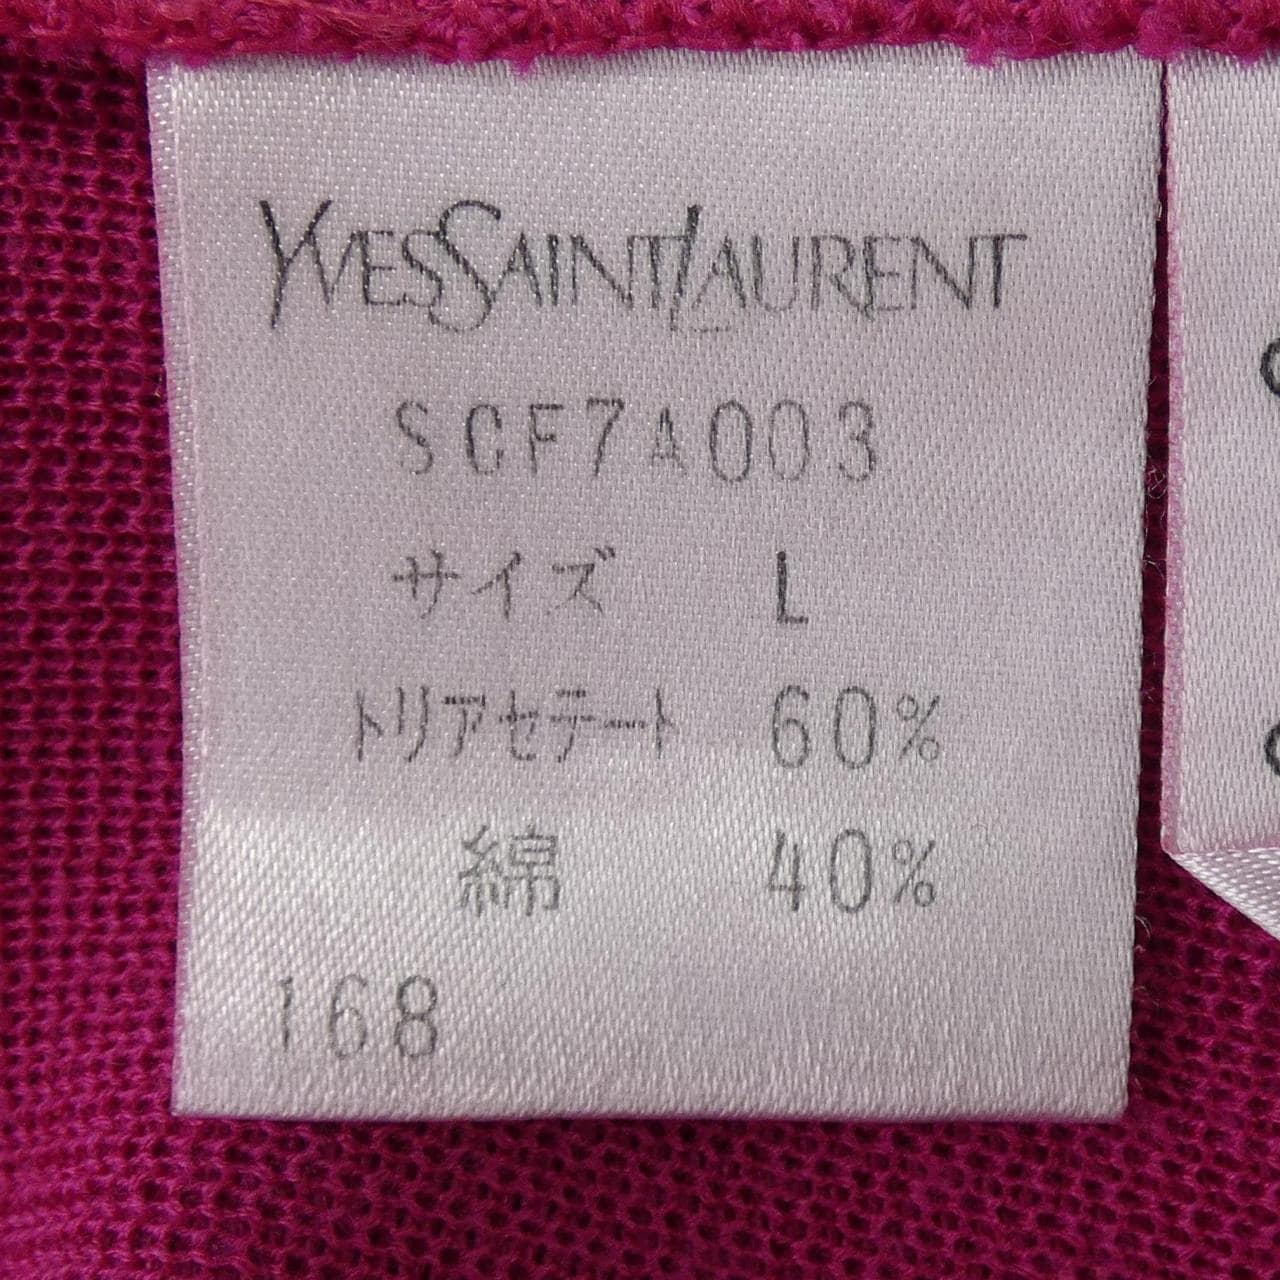 YVESSAINTLAURENT
SCF7A003
サイズ L
トリアセテート 60%
綿 40%
168